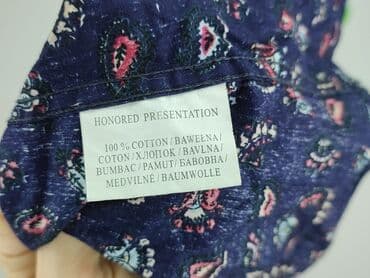 HONORED PRESENTATION
100 % COTTON / BAWEŁNA /
COTON / ХЛОПОК / BAVLNA /
BUMBAC / PAMUT / БАВОВНА /
MEDVILNĖ / BAUMWOLLE